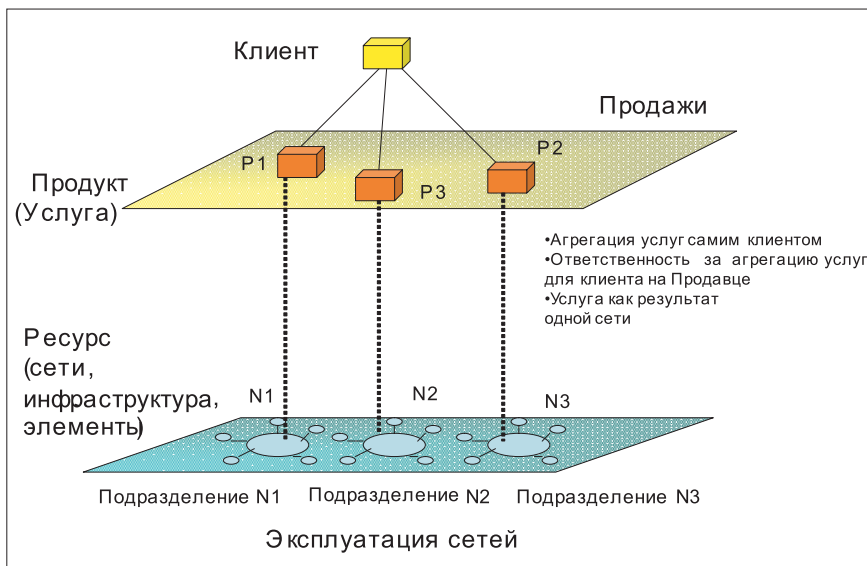 Клиент
Продажи
P1
P2
P3
Продукт
(Услуга)
•Агрегация услуг самим клиентом
•Ответственность за агрегацию услуг
для клиента на Продавце
•Услуга как результат
одной сети
Ресурс
(сети,
инфраструктура,
элементы)
N1
N2
N3
Подразделение N1
Подразделение N2
Подразделение N3
Эксплуатация сетей